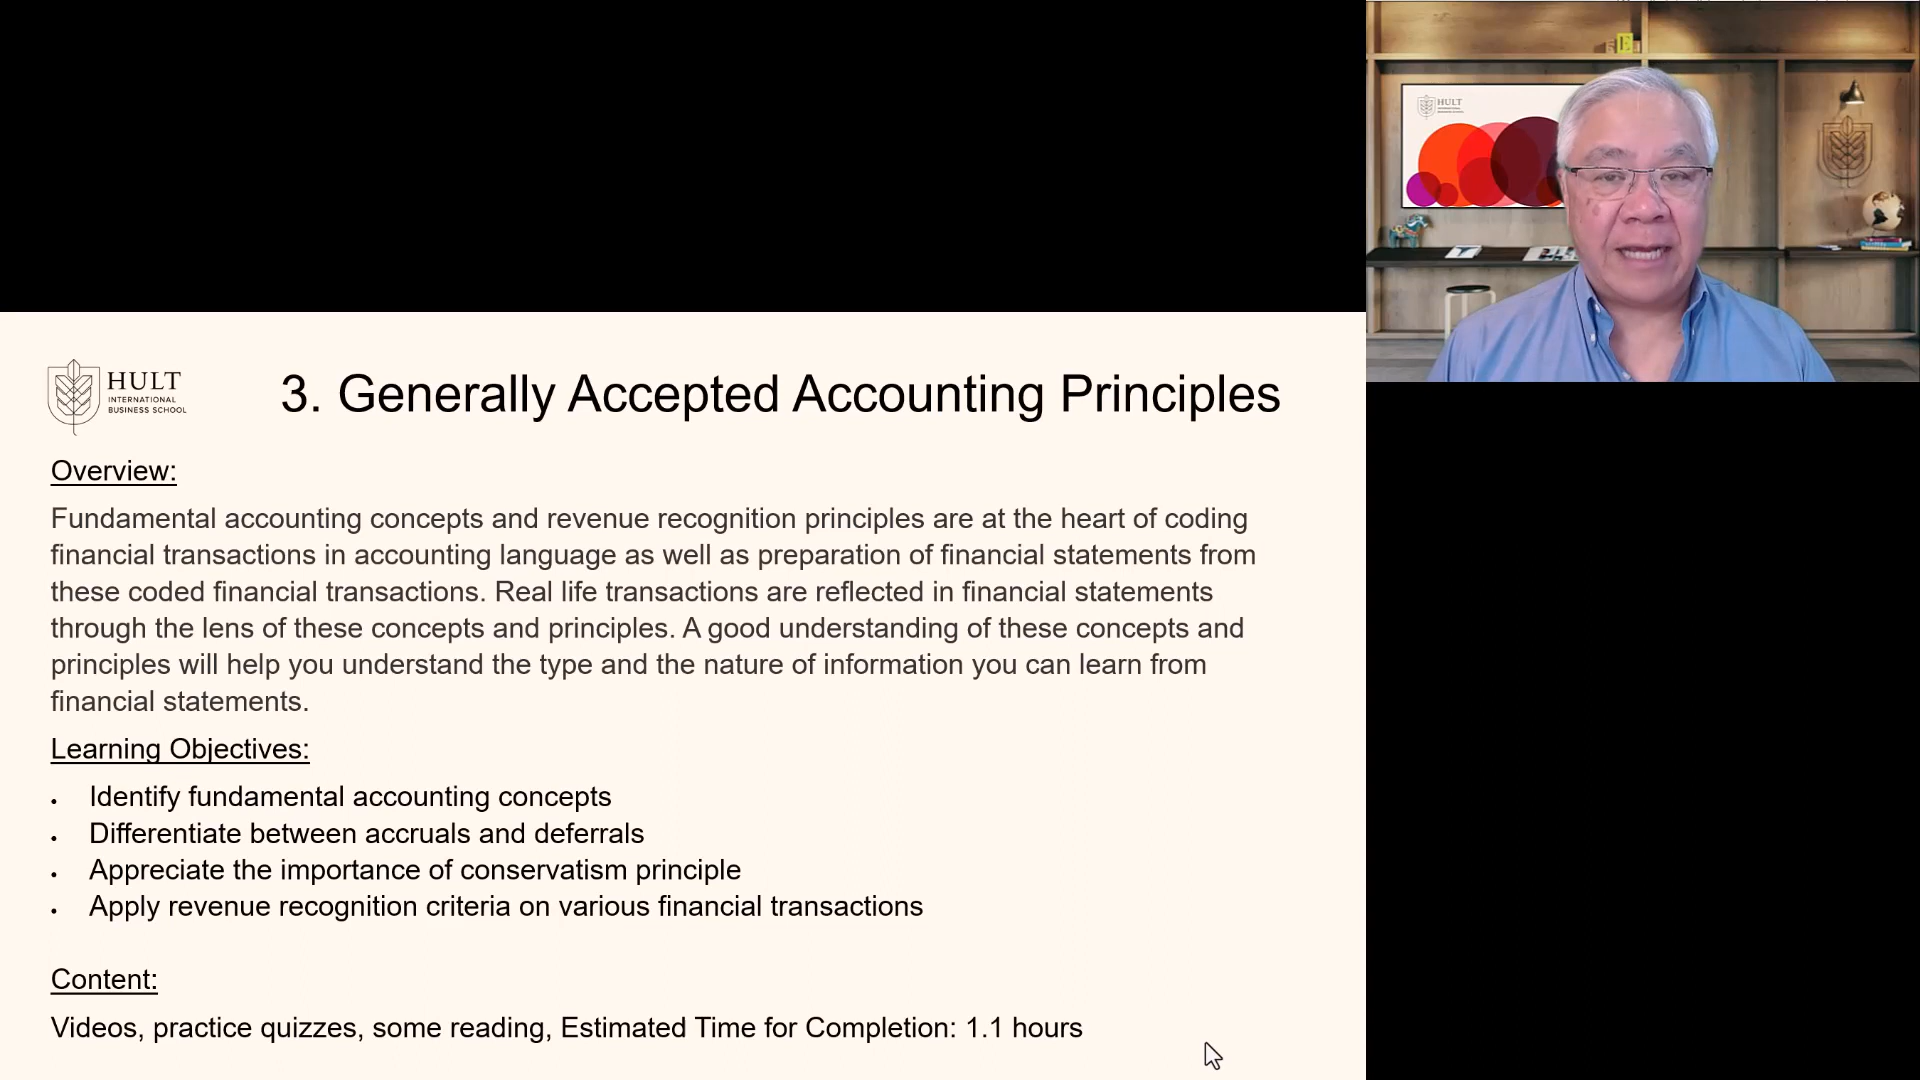 HULT
INTERNATIONAL
BUSINESS SCHOOL
3. Generally Accepted Accounting Principles
Overview:
Fundamental accounting concepts and revenue recognition principles are at the heart of coding
financial transactions in accounting language as well as preparation of financial statements from
these coded financial transactions. Real life transactions are reflected in financial statements
through the lens of these concepts and principles. A good understanding of these concepts and
principles will help you understand the type and the nature of information you can learn from
financial statements.
Learning Objectives:
• Identify fundamental accounting concepts
• Differentiate between accruals and deferrals
• Appreciate the importance of conservatism principle
• Apply revenue recognition criteria on various financial transactions
Content:
Videos, practice quizzes, some reading, Estimated Time for Completion: 1.1 hours
E
HULT